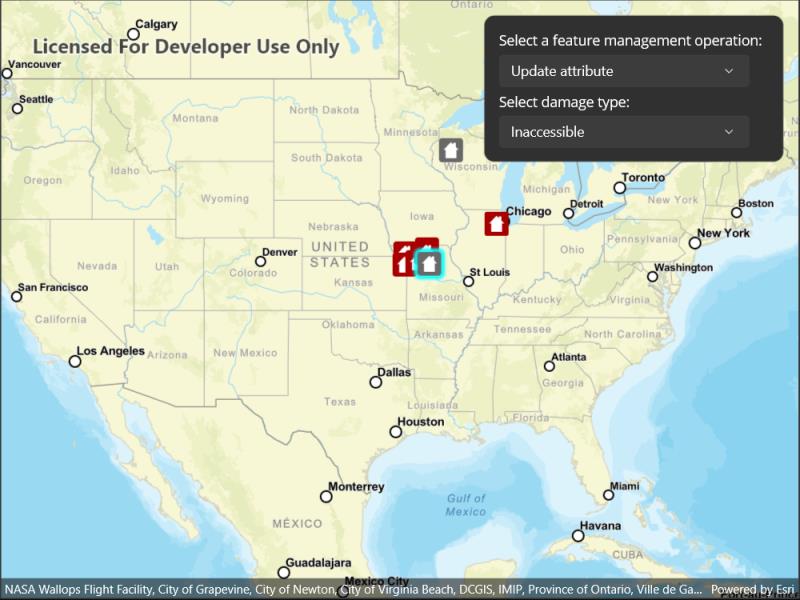 Ontario
Calgary
Licensed For Developer Use Only
Select a feature management operation:
Vancouver
Update attribute
Seattle
Select damage type:
Montana
North Dakota
Minnesota
Inaccessible
South Dakota
Wisconsin
Oregon
Idaho
Toronto
Michigan
Wyoming
New York
Boston
Iowa
Chicago
Detroit
Nebraska
Pennsylvania
New York
UNITED
STATES
Denver
Ohio
Nevada
Utah
Colorado
St Louis
Washington
Kansas
San Francisco
Missouri
Kentucky
Virginia
California
Oklahoma
Tennessee
North Carolina
Arkansas
Los Angeles
Arizona
New Mexico
Atlanta
Dallas
Georgia
Texas
Louisiana
Houston
Florida
Monterrey
Miami
Gulf of
Mexico
MÉXICO
Havana
CUBA
Guadalajara
Mexico City
NASA Wallops Flight Facility, City of Grapevine, City of Newton, City of Virginia Beach, DCGIS, IMIP, Province of Ontario, Ville de Ga... Powered by Esri